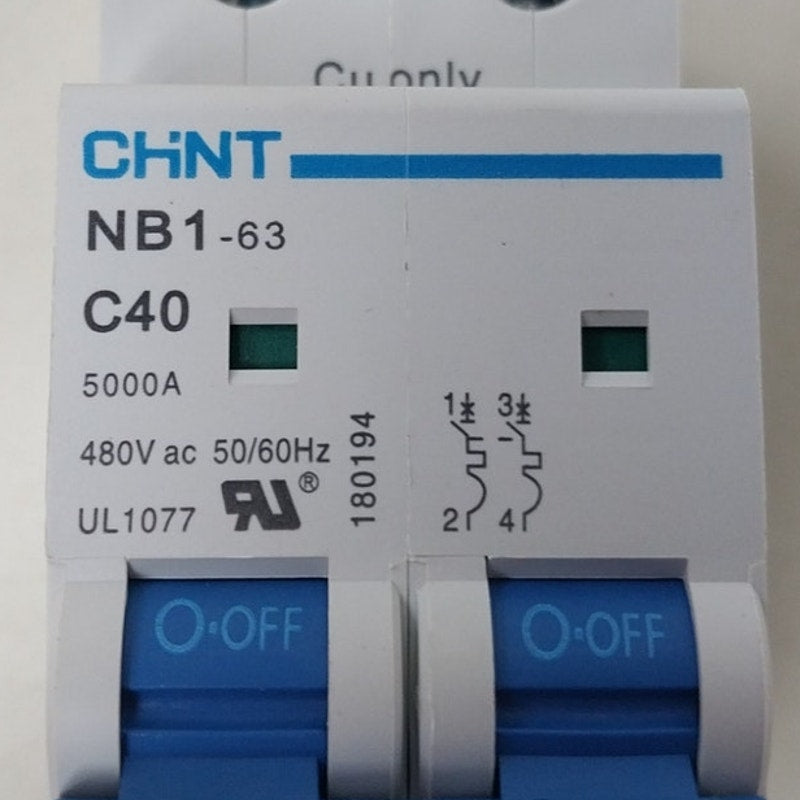 Cu only
CHNT
NB1-63
C40
5000A
480V ac 50/60Hz
UL1077 RU®
180194
1 3
2 4
O·OFF O·OFF